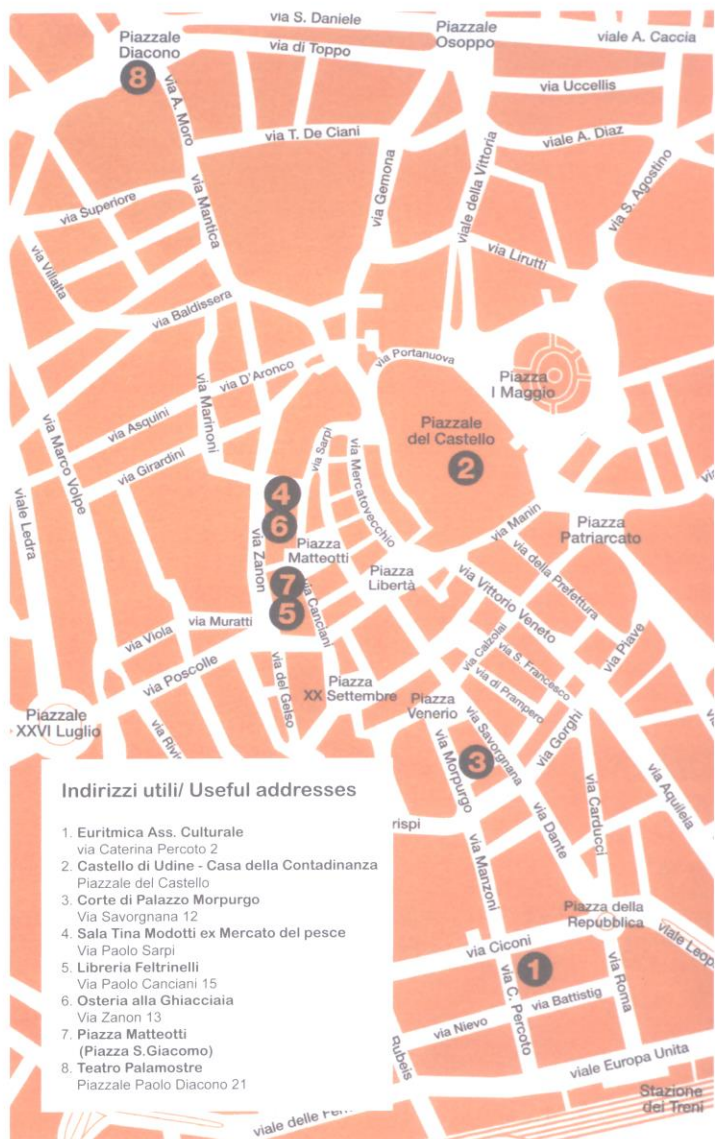 via S. Daniele
Piazzale
Diacono
Piazzale
Osoppo
viale A. Caccia
via di Toppo
8
via A. Moro
via Uccellis
via T. De Ciani
viale A. Diaz
via Gemona
viale della Vittoria
via S. Agostino
via Superiore
via Mantica
via Villalta
via Lirutti
via Baldissera
via Portanuova
Piazza
I Maggio
via D'Aronco
via Marinoni
via Asquini
Piazzale
del Castello
2
via Marco Volpe
via Girardini
via Sarpi
via Mercatovecchio
viale Ledra
4
6
via Zanon
Piazza
Matteotti
via Manin
Piazza
Patriarcato
via della Prefettura
7
5
via Canciani
Piazza
Libertà
via Vittorio Veneto
via Muratti
via Viola
via Calzolai
via S. Francesco
via Piave
via Poscolle
via del Gelso
via di Prampero
Piazza
XX Settembre
Piazza
Venerio
Piazzale
XXVI Luglio
via Savorgnana
via Gorghi
3
via Morpurgo
via Aquileia
via Carducci
via Dante
via Manzoni
Piazza della
Repubblica
via Ciconi
1
via Roma
via C. Percoto
via Battistig
via Nievo
viale Europa Unita
Stazione
dei Treni
Indirizzi utili/ Useful addresses
1. Euritmica Ass. Culturale
via Caterina Percoto 2
2. Castello di Udine - Casa della Contadinanza
Piazzale del Castello
3. Corte di Palazzo Morpurgo
Via Savorgnana 12
4. Sala Tina Modotti ex Mercato del pesce
Via Paolo Sarpi
5. Libreria Feltrinelli
Via Paolo Canciani 15
6. Osteria alla Ghiacciaia
Via Zanon 13
7. Piazza Matteotti
(Piazza S.Giacomo)
8. Teatro Palamostre
Piazzale Paolo Diacono 21